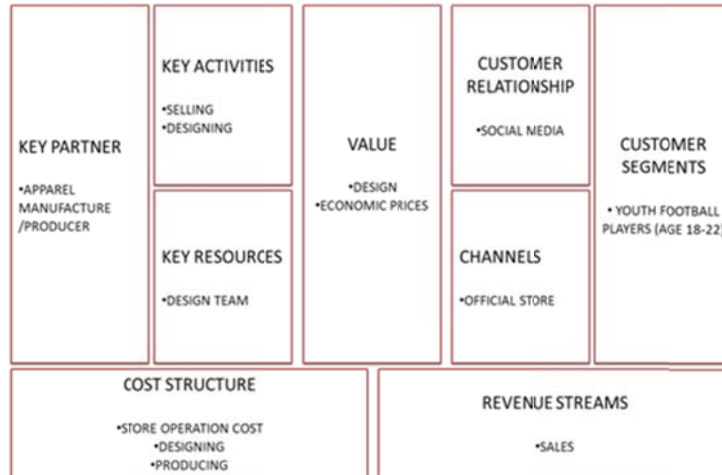 KEY PARTNER
•APPAREL
MANUFACTURE
/PRODUCER
KEY ACTIVITIES
•SELLING
•DESIGNING
KEY RESOURCES
•DESIGN TEAM
VALUE
•DESIGN
•ECONOMIC PRICES
CUSTOMER
RELATIONSHIP
•SOCIAL MEDIA
CHANNELS
•OFFICIAL STORE
CUSTOMER
SEGMENTS
• YOUTH FOOTBALL
PLAYERS (AGE 18-22)
COST STRUCTURE
•STORE OPERATION COST
•DESIGNING
•PRODUCING
REVENUE STREAMS
•SALES